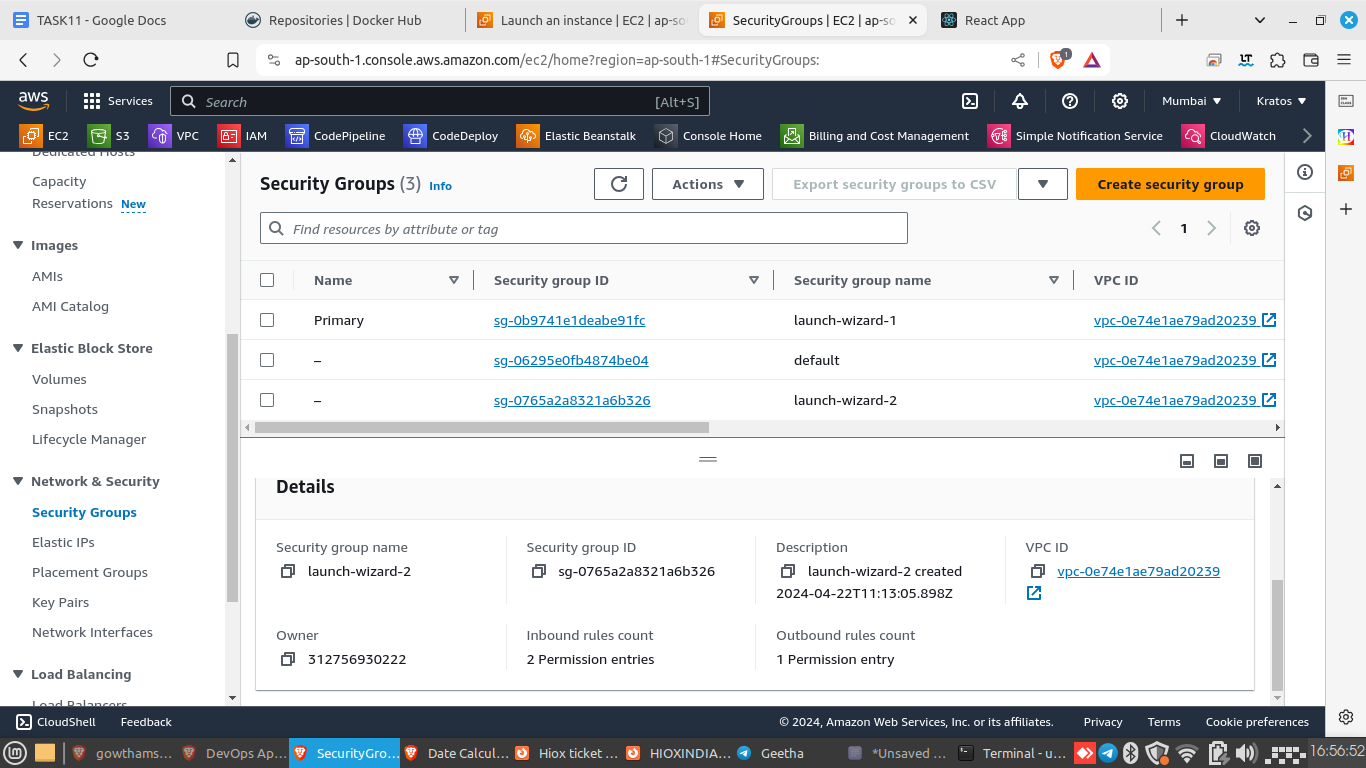 TASK11 - Google Docs
Repositories | Docker Hub
Launch an instance | EC2 | ap-so
SecurityGroups | EC2 | ap-so
React App
ap-south-1.console.aws.amazon.com/ec2/home?region=ap-south-1#SecurityGroups:
1
aws
Services
Search
[Alt+S]
Mumbai
Kratos
EC2
S3
VPC
IAM
CodePipeline
CodeDeploy
Elastic Beanstalk
Console Home
Billing and Cost Management
Simple Notification Service
CloudWatch
Dedicated Hosts
Capacity
Reservations New
Images
AMIs
AMI Catalog
Elastic Block Store
Volumes
Snapshots
Lifecycle Manager
Network & Security
Security Groups
Elastic IPs
Placement Groups
Key Pairs
Network Interfaces
Load Balancing
Load Balancers
Security Groups (3) Info
Actions
Export security groups to CSV
Create security group
Find resources by attribute or tag
1
Name
Security group ID
Security group name
VPC ID
Primary
sg-0b9741e1deabe91fc
launch-wizard-1
vpc-0e74e1ae79ad20239
–
sg-06295e0fb4874be04
default
vpc-0e74e1ae79ad20239
–
sg-0765a2a8321a6b326
launch-wizard-2
vpc-0e74e1ae79ad20239
Details
Security group name
launch-wizard-2
Security group ID
sg-0765a2a8321a6b326
Description
launch-wizard-2 created
2024-04-22T11:13:05.898Z
VPC ID
vpc-0e74e1ae79ad20239
Owner
312756930222
Inbound rules count
2 Permission entries
Outbound rules count
1 Permission entry
CloudShell
Feedback
© 2024, Amazon Web Services, Inc. or its affiliates.
Privacy
Terms
Cookie preferences
gowthams...
DevOps Ap...
SecurityGro...
Date Calcul...
Hiox ticket ...
HIOXINDIA...
Geetha
*Unsaved ...
Terminal - u...
16:56:52